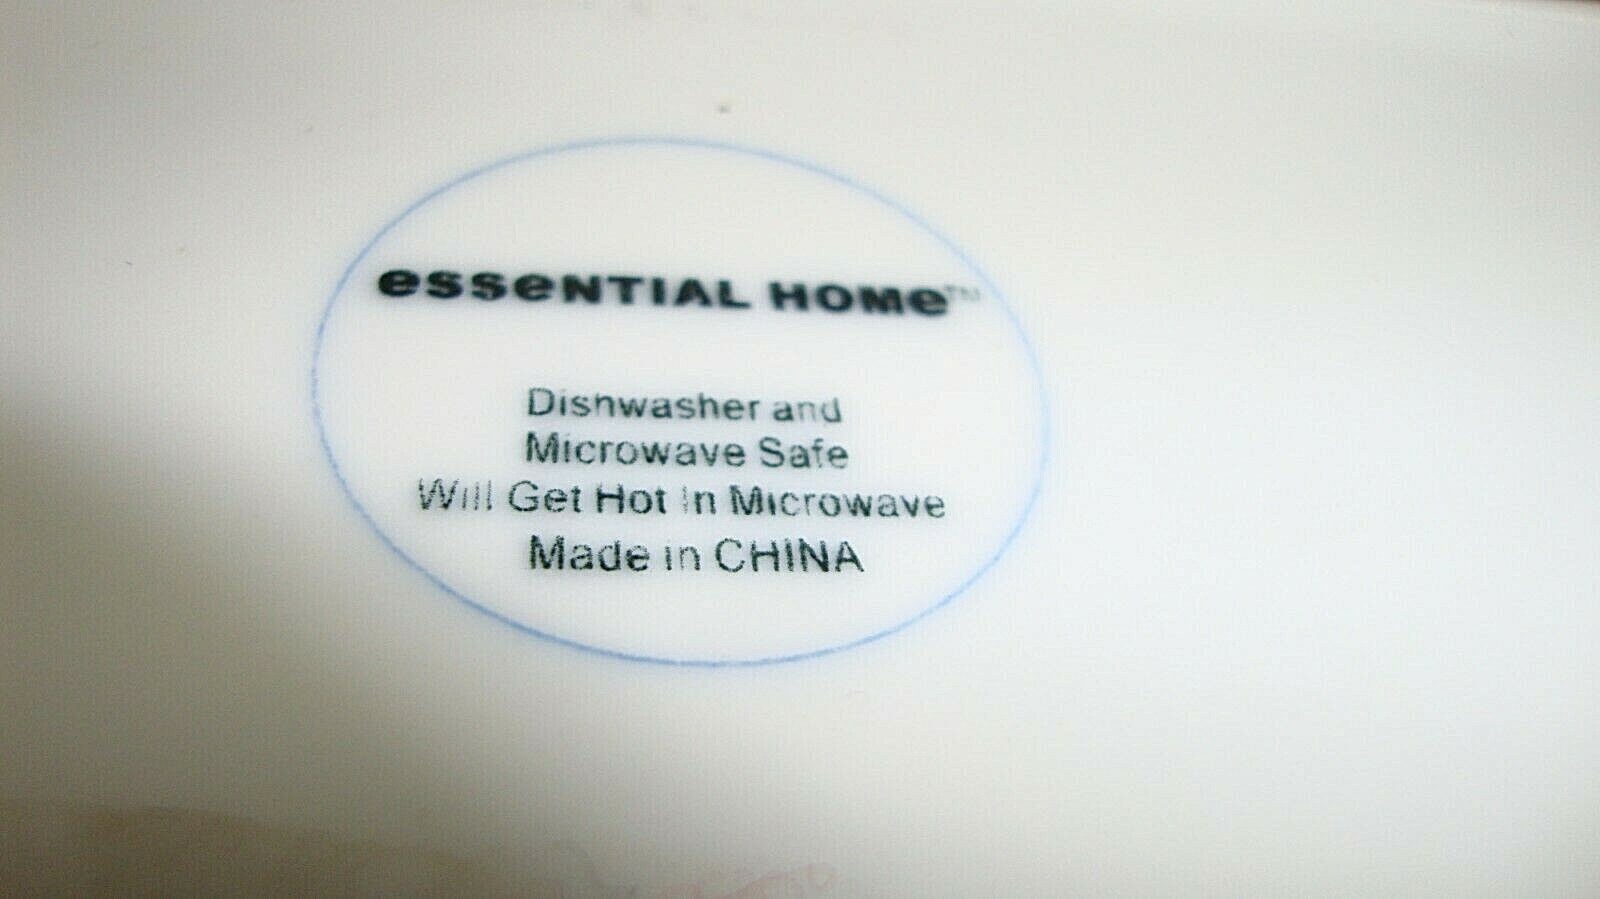 essentIAL HOMe™
Dishwasher and
Microwave Safe
Will Get Hot in Microwave
Made in CHINA